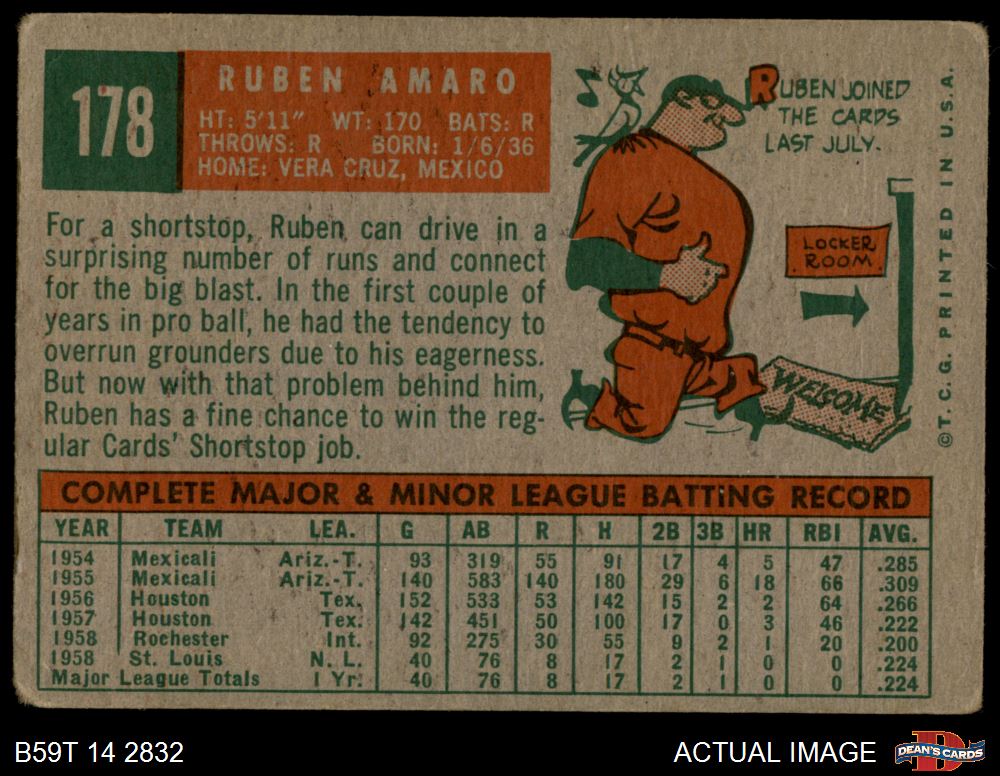 178
RUBEN AMARO
HT: 5'11" WT: 170 BATS: R
THROWS: R BORN: 1/6/36
HOME: VERA CRUZ, MEXICO
For a shortstop, Ruben can drive in a
surprising number of runs and connect
for the big blast. In the first couple of
years in pro ball, he had the tendency to
overrun grounders due to his eagerness.
But now with that problem behind him,
Ruben has a fine chance to win the reg-
ular Cards' Shortstop job.
RUBEN JOINED
THE CARDS
LAST JULY.
LOCKER
ROOM
WELCOME
©T.C.G. PRINTED IN U.S.A.
COMPLETE MAJOR & MINOR LEAGUE BATTING RECORD
YEAR TEAM LEA. G AB R H 2B 3B HR RBI AVG.
1954 Mexicali Ariz.-T. 93 319 55 91 17 4 5 47 .285
1955 Mexicali Ariz.-T. 140 583 140 180 29 6 18 66 .309
1956 Houston Tex. 152 533 53 142 15 2 2 64 .266
1957 Houston Tex. 142 451 50 100 17 0 3 46 .222
1958 Rochester Int. 92 275 30 55 9 2 1 20 .200
1958 St. Louis N. L. 40 76 8 17 2 1 0 0 .224
Major League Totals 1 Yr. 40 76 8 17 2 1 0 0 .224
B59T 14 2832
ACTUAL IMAGE
D
DEAN'S CARDS